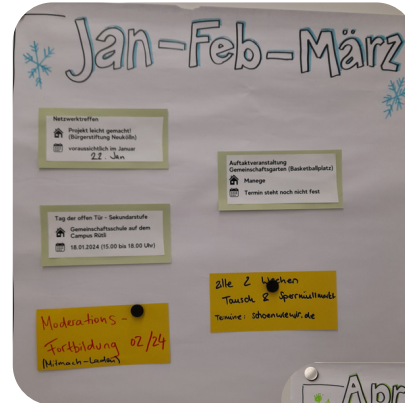 Jan-Feb-März
Netzwerktreffen
Projekt leicht gemacht!
(Bürgerstiftung Neukölln)
voraussichtlich im Januar
22. Jan
Auftaktveranstaltung
Gemeinschaftsgarten (Basketballplatz)
Manege
Termin steht noch nicht fest
Tag der offen Tür - Sekundarstufe
Gemeinschaftsschule auf dem
Campus Rütli
18.01.2024 (15.00 bis 18.00 Uhr)
alle 2 Wochen
Tausch & Sperrmüllmarkt
Termine: schoenwiewir.de
Moderations-
Fortbildung 02/24
(Mitmach-Laden)
Apr